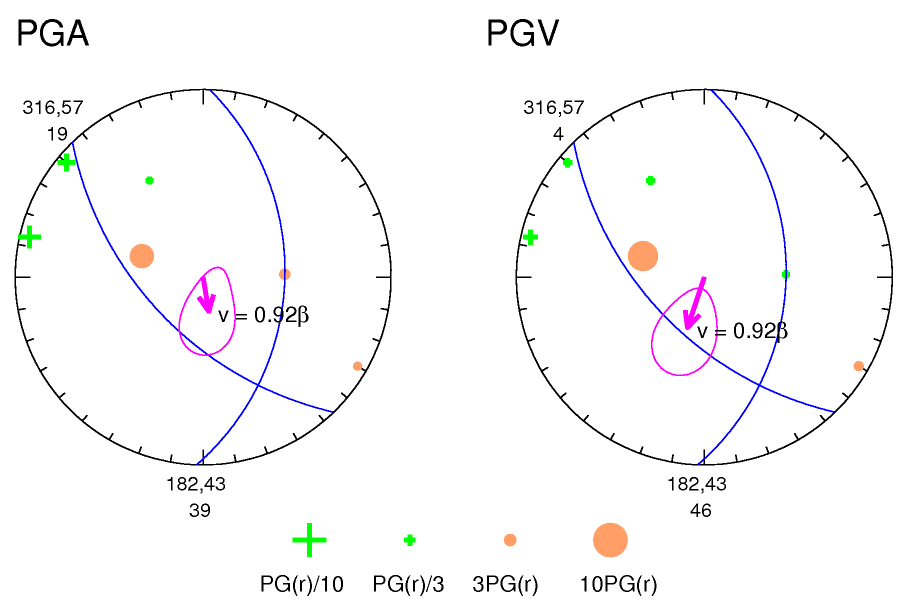 PGA
PGV
316,57
19
316,57
4
v = 0.92β
v = 0.92β
182,43
39
182,43
46
PG(r)/10 PG(r)/3 3PG(r) 10PG(r)